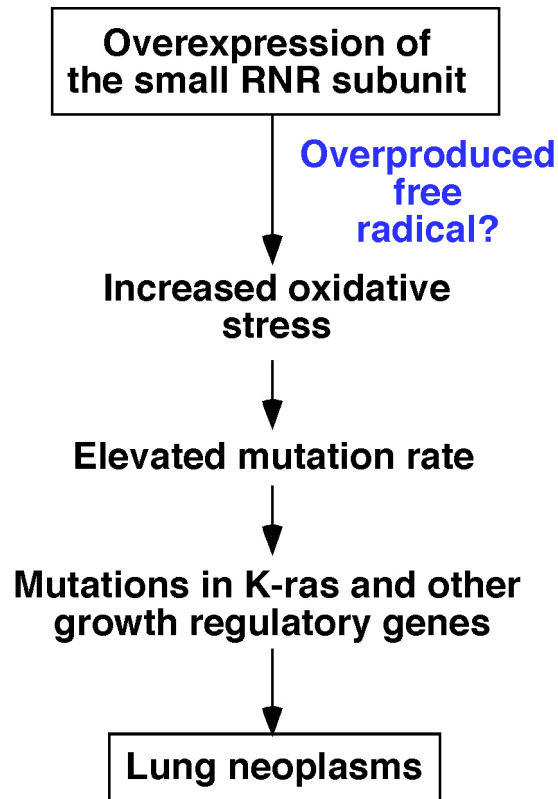 Overexpression of
the small RNR subunit
Overproduced
free
radical?
Increased oxidative
stress
Elevated mutation rate
Mutations in K-ras and other
growth regulatory genes
Lung neoplasms